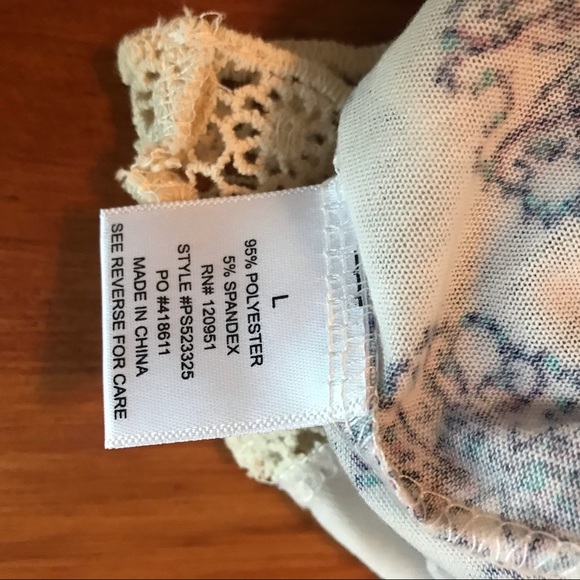 L
95% POLYESTER
5% SPANDEX
RN# 120951
STYLE #PS523325
PO #418611
MADE IN CHINA
SEE REVERSE FOR CARE